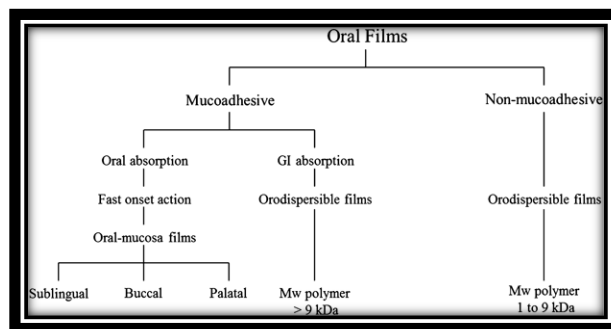 Oral Films
Mucoadhesive
Non-mucoadhesive
Oral absorption
GI absorption
Fast onset action
Orodispersible films
Orodispersible films
Oral-mucosa films
Sublingual
Buccal
Palatal
Mw polymer
> 9 kDa
Mw polymer
1 to 9 kDa